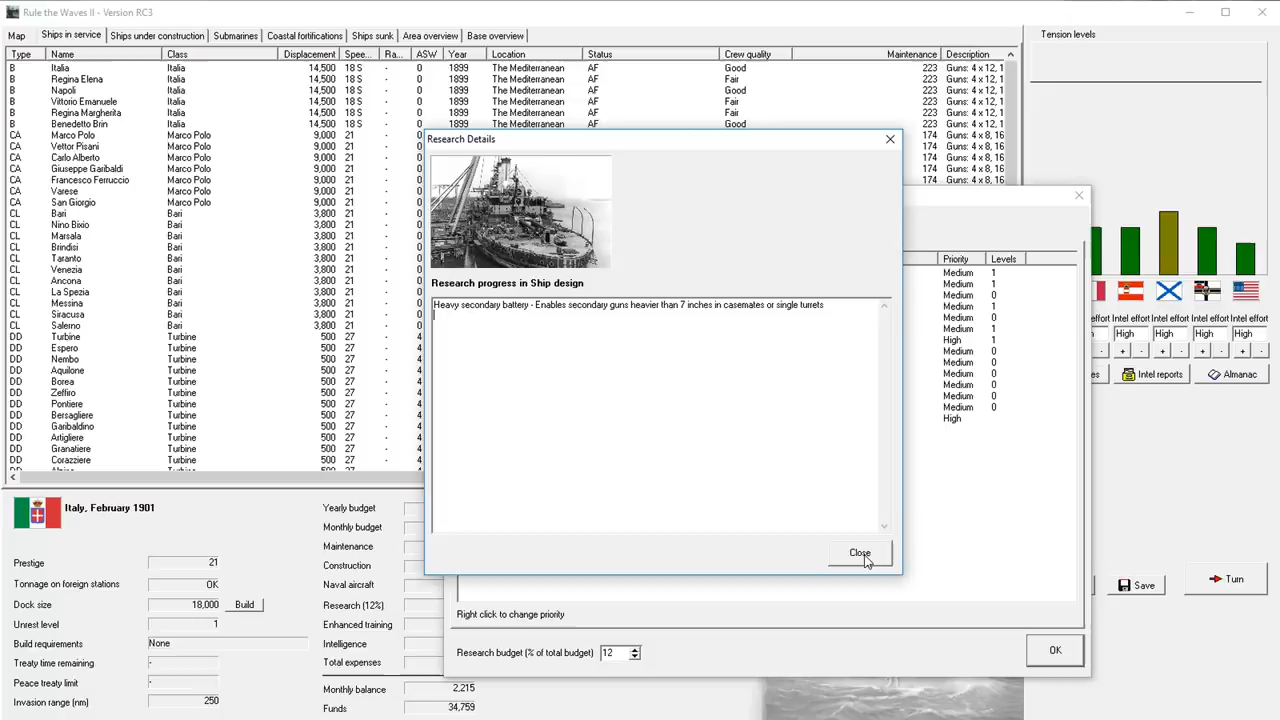 Rule the Waves II - Version RC3
Map Ships in service Ships under construction Submarines Coastal fortifications Ships sunk Area overview Base overview
Type Name Class Displacement Spee... Ra... ASW Year Location Status Crew quality Maintenance Description
B Italia Italia 14,500 18 S - 0 1899 The Mediterranean AF Good 223 Guns: 4 x 12, 1
B Regina Elena Italia 14,500 18 S - 0 1899 The Mediterranean AF Fair 223 Guns: 4 x 12, 1
B Napoli Italia 14,500 18 S - 0 1899 The Mediterranean AF Good 223 Guns: 4 x 12, 1
B Vittorio Emanuele Italia 14,500 18 S - 0 1899 The Mediterranean AF Fair 223 Guns: 4 x 12, 1
B Regina Margherita Italia 14,500 18 S - 0 1899 The Mediterranean AF Fair 223 Guns: 4 x 12, 1
B Benedetto Brin Italia 14,500 18 S - 0 1899 The Mediterranean AF Good 223 Guns: 4 x 12, 1
CA Marco Polo Marco Polo 9,000 21 - 174 Guns: 4 x 8, 16
CA Vettor Pisani Marco Polo 9,000 21 - 174 Guns: 4 x 8, 16
CA Carlo Alberto Marco Polo 9,000 21 - 174 Guns: 4 x 8, 16
CA Giuseppe Garibaldi Marco Polo 9,000 21 - 174 Guns: 4 x 8, 16
CA Francesco Ferruccio Marco Polo 9,000 21 - 174 Guns: 4 x 8, 16
CA Varese Marco Polo 9,000 21 -
CA San Giorgio Marco Polo 9,000 21 -
CL Bari Bari 3,800 21 -
CL Nino Bixio Bari 3,800 21 -
CL Marsala Bari 3,800 21 -
CL Brindisi Bari 3,800 21 -
CL Taranto Bari 3,800 21 -
CL Venezia Bari 3,800 21 -
CL Ancona Bari 3,800 21 -
CL La Spezia Bari 3,800 21 -
CL Messina Bari 3,800 21 -
CL Siracusa Bari 3,800 21 -
CL Salerno Bari 3,800 21 -
DD Turbine Turbine 500 27 - 4
DD Espero Turbine 500 27 - 4
DD Nembo Turbine 500 27 - 4
DD Aquilone Turbine 500 27 - 4
DD Borea Turbine 500 27 - 4
DD Zeffiro Turbine 500 27 - 4
DD Pontiere Turbine 500 27 - 4
DD Bersagliere Turbine 500 27 - 4
DD Garibaldino Turbine 500 27 - 4
DD Artigliere Turbine 500 27 - 4
DD Granatiere Turbine 500 27 - 4
DD Corazziere Turbine 500 27 - 4
Research Details
Research progress in Ship design
Heavy secondary battery - Enables secondary guns heavier than 7 inches in casemates or single turrets
Close
Priority Levels
Medium 1
Medium 1
Medium 0
Medium 1
Medium 0
Medium 1
High 1
Medium 0
Medium 0
Medium 0
Medium 0
Medium 0
Medium 0
High
Right click to change priority
Research budget (% of total budget) 12
OK
Tension levels
Intel effort Intel effort Intel effort Intel effort
High High High High
+ - + - + - + -
Intel reports Almanac
Save Turn
Italy, February 1901
Prestige 21
Tonnage on foreign stations OK
Dock size 18,000 Build
Unrest level 1
Build requirements None
Treaty time remaining -
Peace treaty limit -
Invasion range (nm) 250
Yearly budget
Monthly budget
Maintenance
Construction
Naval aircraft
Research (12%)
Enhanced training
Intelligence
Total expenses
Monthly balance 2,215
Funds 34,759